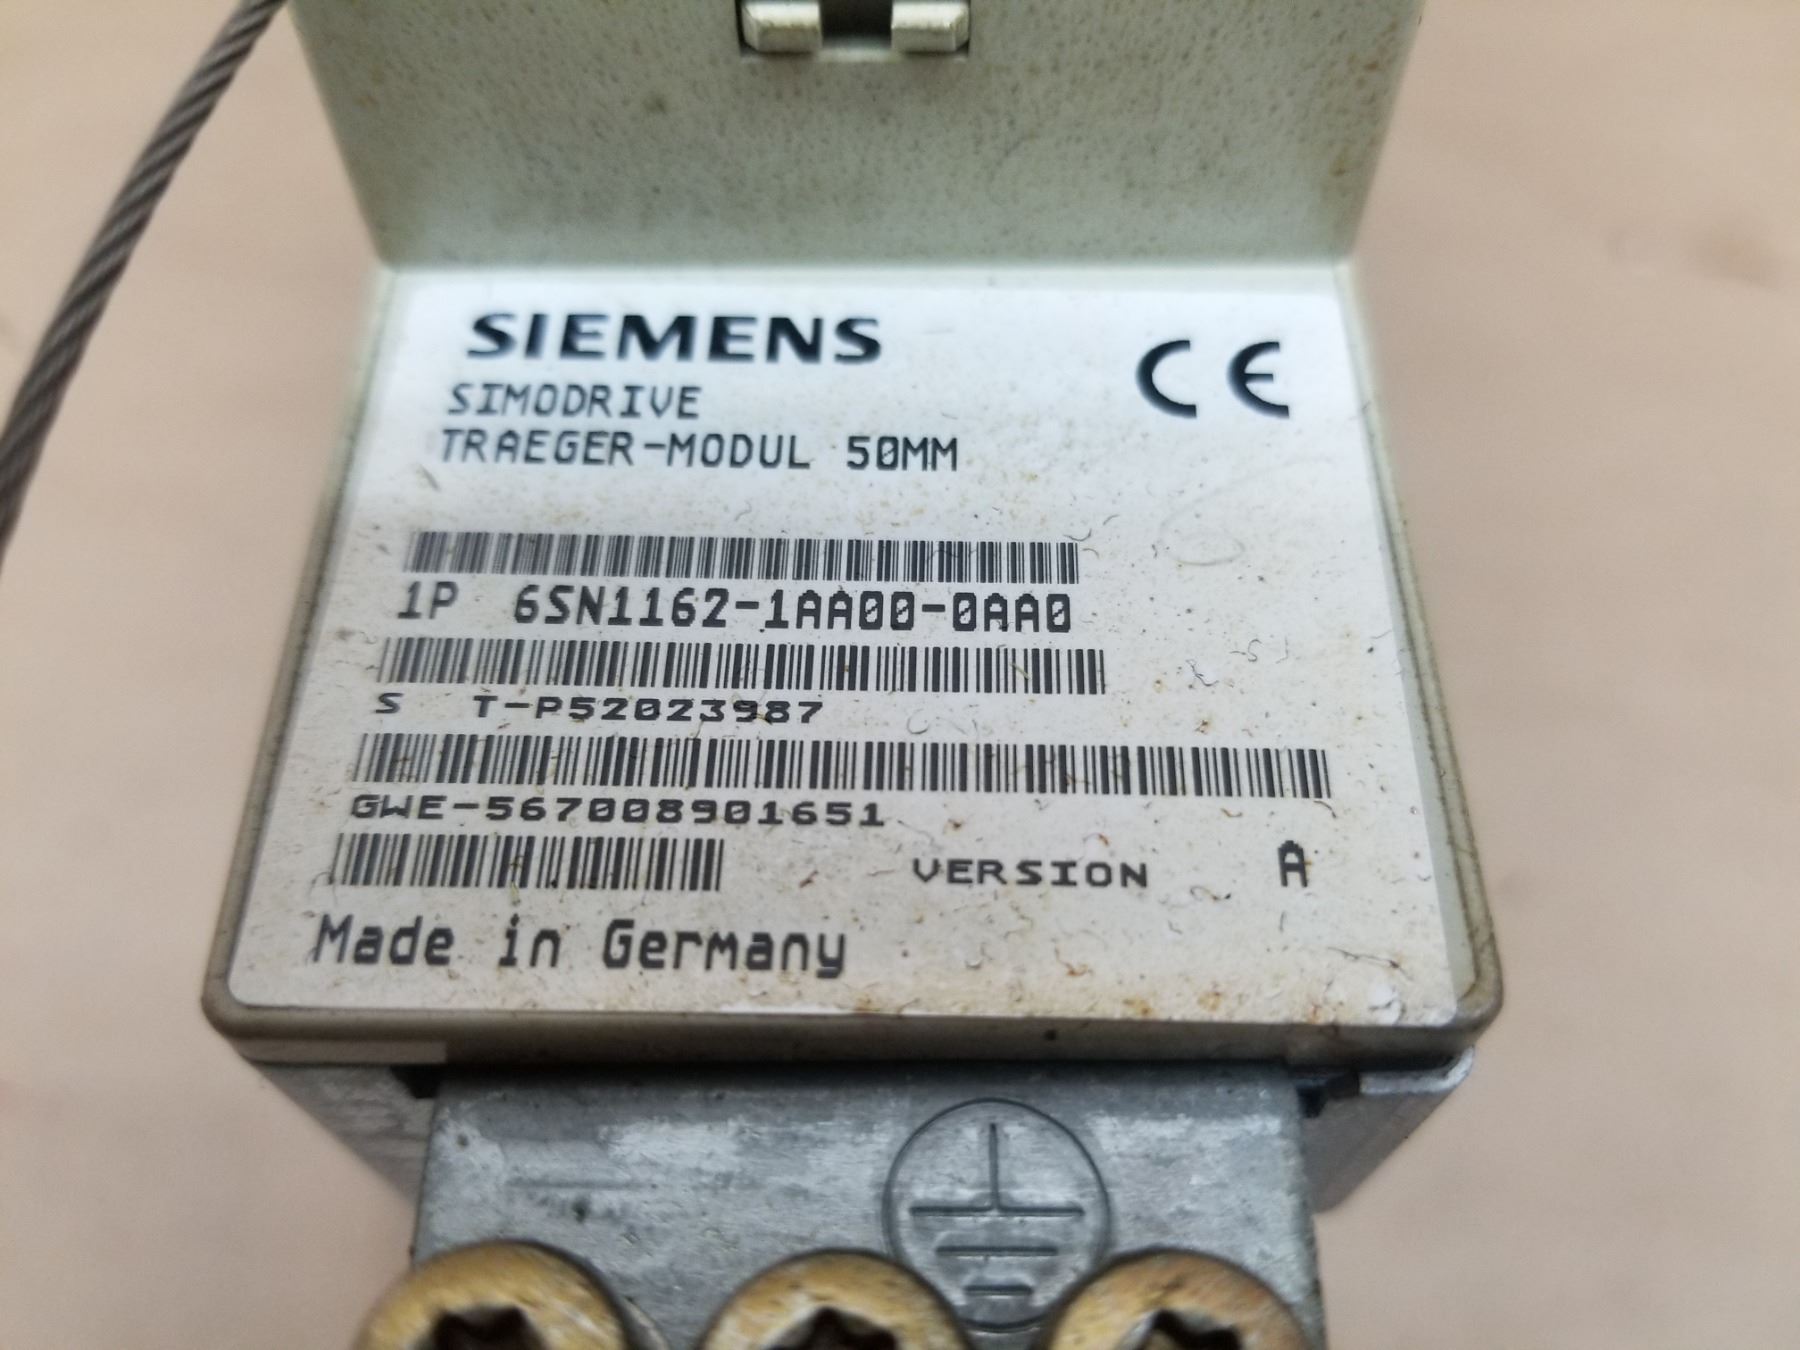 SIEMENS
CE
SIMODRIVE
TRAEGER-MODUL 50MM
1P 6SN1162-1AA00-0AA0
S T-P52023987
GWE-567008901651
VERSION A
Made in Germany